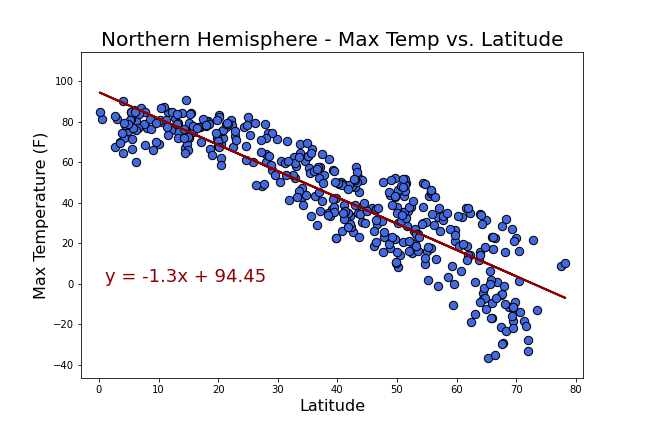 Northern Hemisphere - Max Temp vs. Latitude
Max Temperature (F)
100
80
60
40
20
0
−20
−40
y = -1.3x + 94.45
0 10 20 30 40 50 60 70 80
Latitude